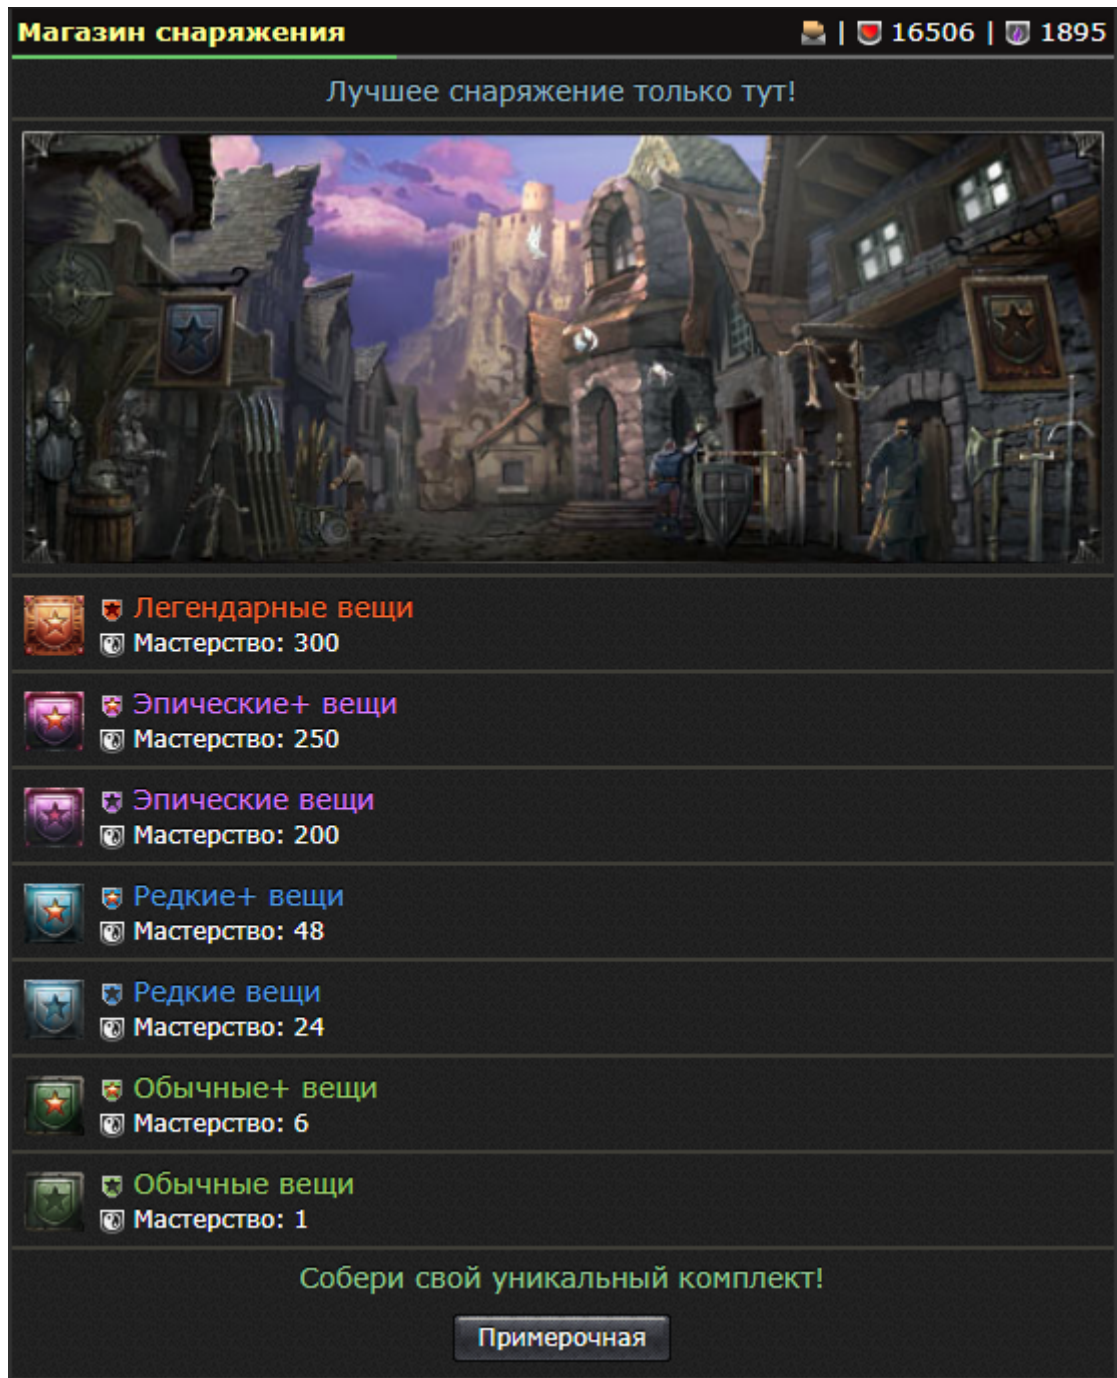 Магазин снаряжения | 16506 | 1895
Лучшее снаряжение только тут!
Легендарные вещи
Мастерство: 300
Эпические+ вещи
Мастерство: 250
Эпические вещи
Мастерство: 200
Редкие+ вещи
Мастерство: 48
Редкие вещи
Мастерство: 24
Обычные+ вещи
Мастерство: 6
Обычные вещи
Мастерство: 1
Собери свой уникальный комплект!
Примерочная